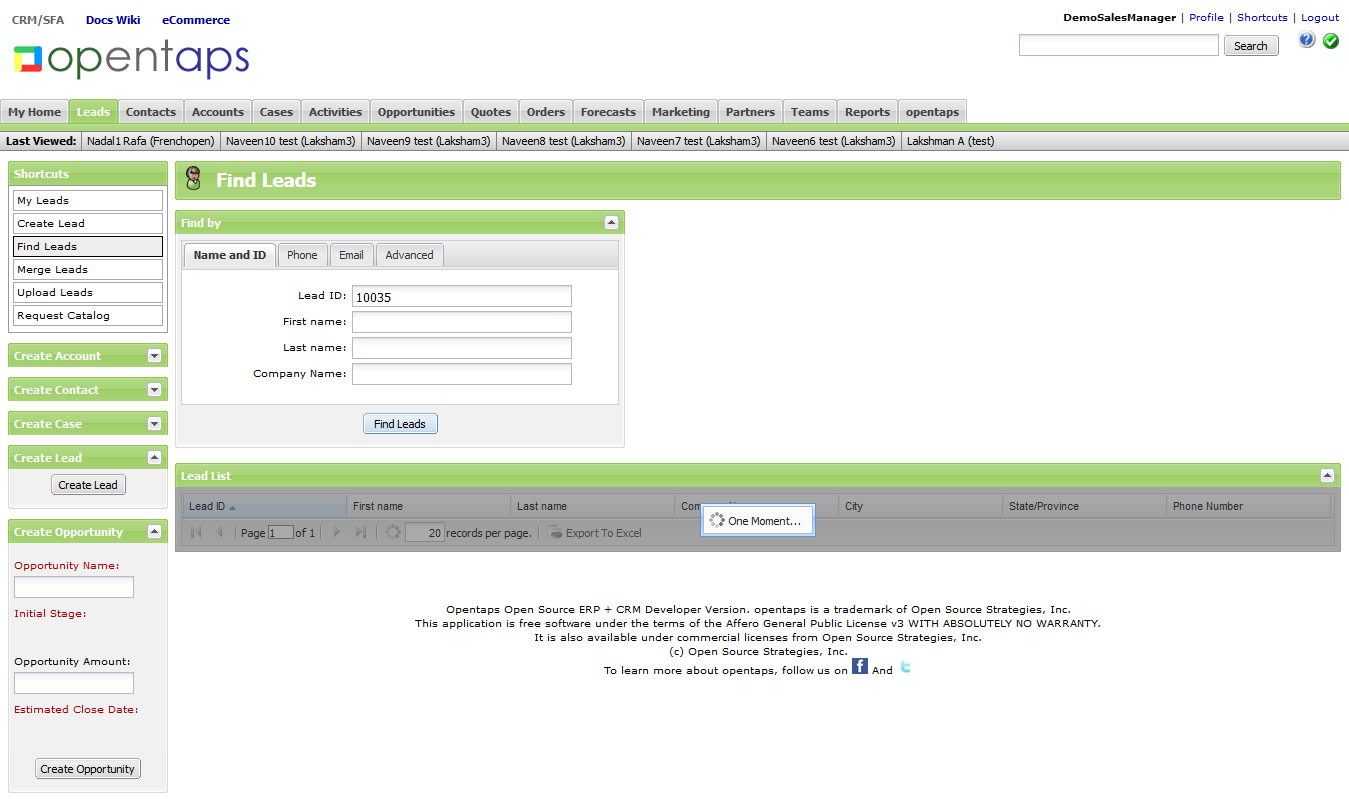 CRM/SFA Docs Wiki eCommerce
DemoSalesManager | Profile | Shortcuts | Logout
opentaps
Search
My Home Leads Contacts Accounts Cases Activities Opportunities Quotes Orders Forecasts Marketing Partners Teams Reports opentaps
Last Viewed: Nadal1 Rafa (Frenchopen) Naveen10 test (Laksham3) Naveen9 test (Laksham3) Naveen8 test (Laksham3) Naveen7 test (Laksham3) Naveen6 test (Laksham3) Lakshman A (test)
Shortcuts
My Leads
Create Lead
Find Leads
Merge Leads
Upload Leads
Request Catalog
Create Account
Create Contact
Create Case
Create Lead
Create Lead
Create Opportunity
Opportunity Name:
Initial Stage:
Opportunity Amount:
Estimated Close Date:
Create Opportunity
Find Leads
Find by
Name and ID Phone Email Advanced
Lead ID: 10035
First name:
Last name:
Company Name:
Find Leads
Lead List
Lead ID First name Last name City State/Province Phone Number
One Moment...
Page 1 of 1 20 records per page. Export To Excel
Opentaps Open Source ERP + CRM Developer Version. opentaps is a trademark of Open Source Strategies, Inc.
This application is free software under the terms of the Affero General Public License v3 WITH ABSOLUTELY NO WARRANTY.
It is also available under commercial licenses from Open Source Strategies, Inc.
(c) Open Source Strategies, Inc.
To learn more about opentaps, follow us on f And t